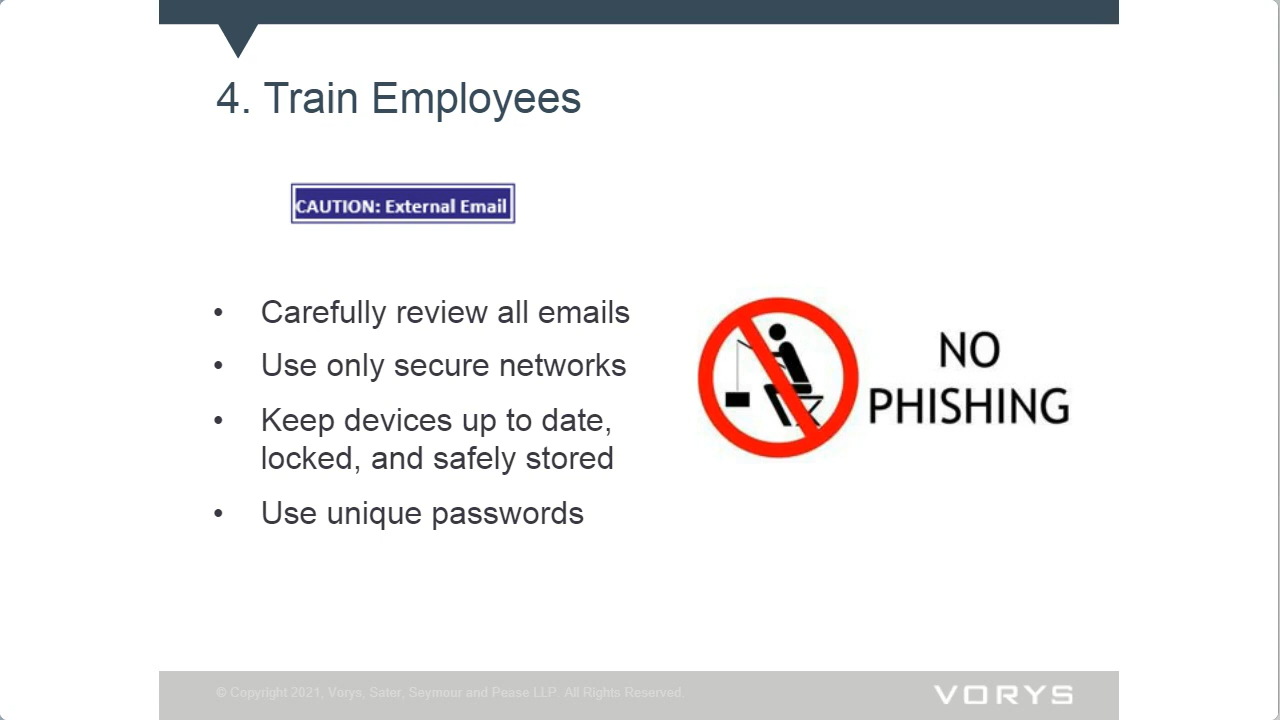 4. Train Employees
CAUTION: External Email
• Carefully review all emails
• Use only secure networks
• Keep devices up to date,
locked, and safely stored
• Use unique passwords
NO
PHISHING
© Copyright 2021, Vorys, Sater, Seymour and Pease LLP. All Rights Reserved.
VORYS